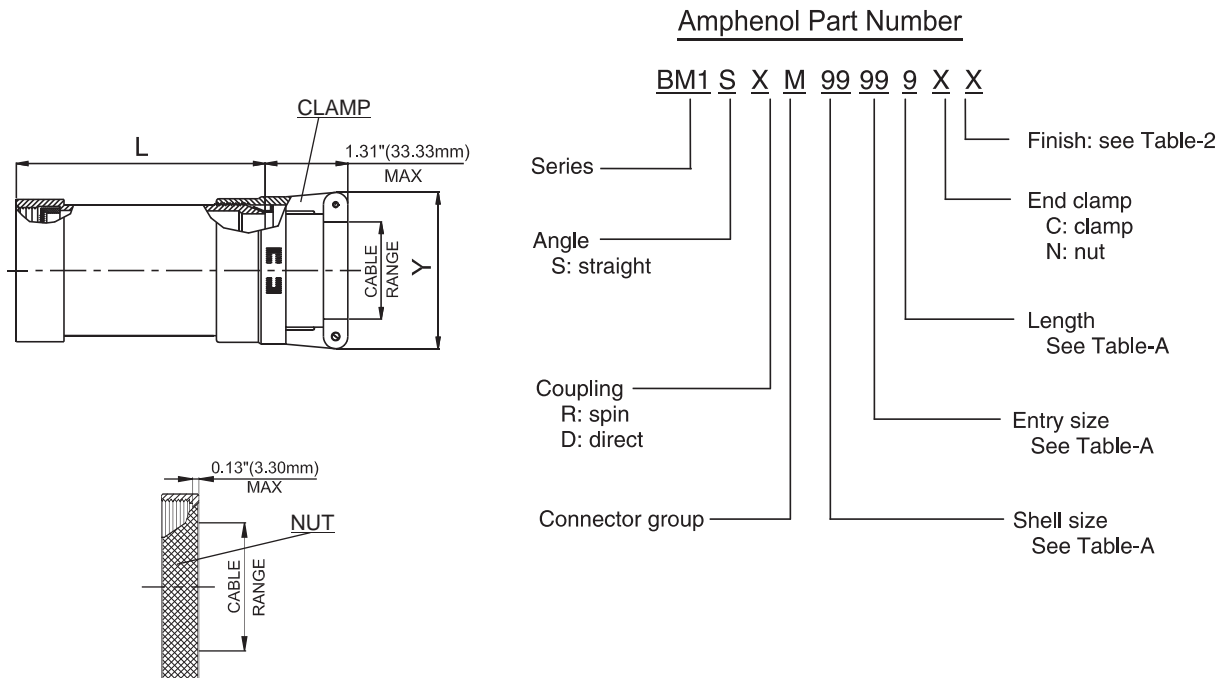 Amphenol Part Number
BM1 S X M 99 99 9 X X
Series
Angle
S: straight
Coupling
R: spin
D: direct
Connector group
Finish: see Table-2
End clamp
C: clamp
N: nut
Length
See Table-A
Entry size
See Table-A
Shell size
See Table-A
CLAMP
L
1.31"(33.33mm)
MAX
CABLE
RANGE
Y
0.13"(3.30mm)
MAX
NUT
CABLE
RANGE